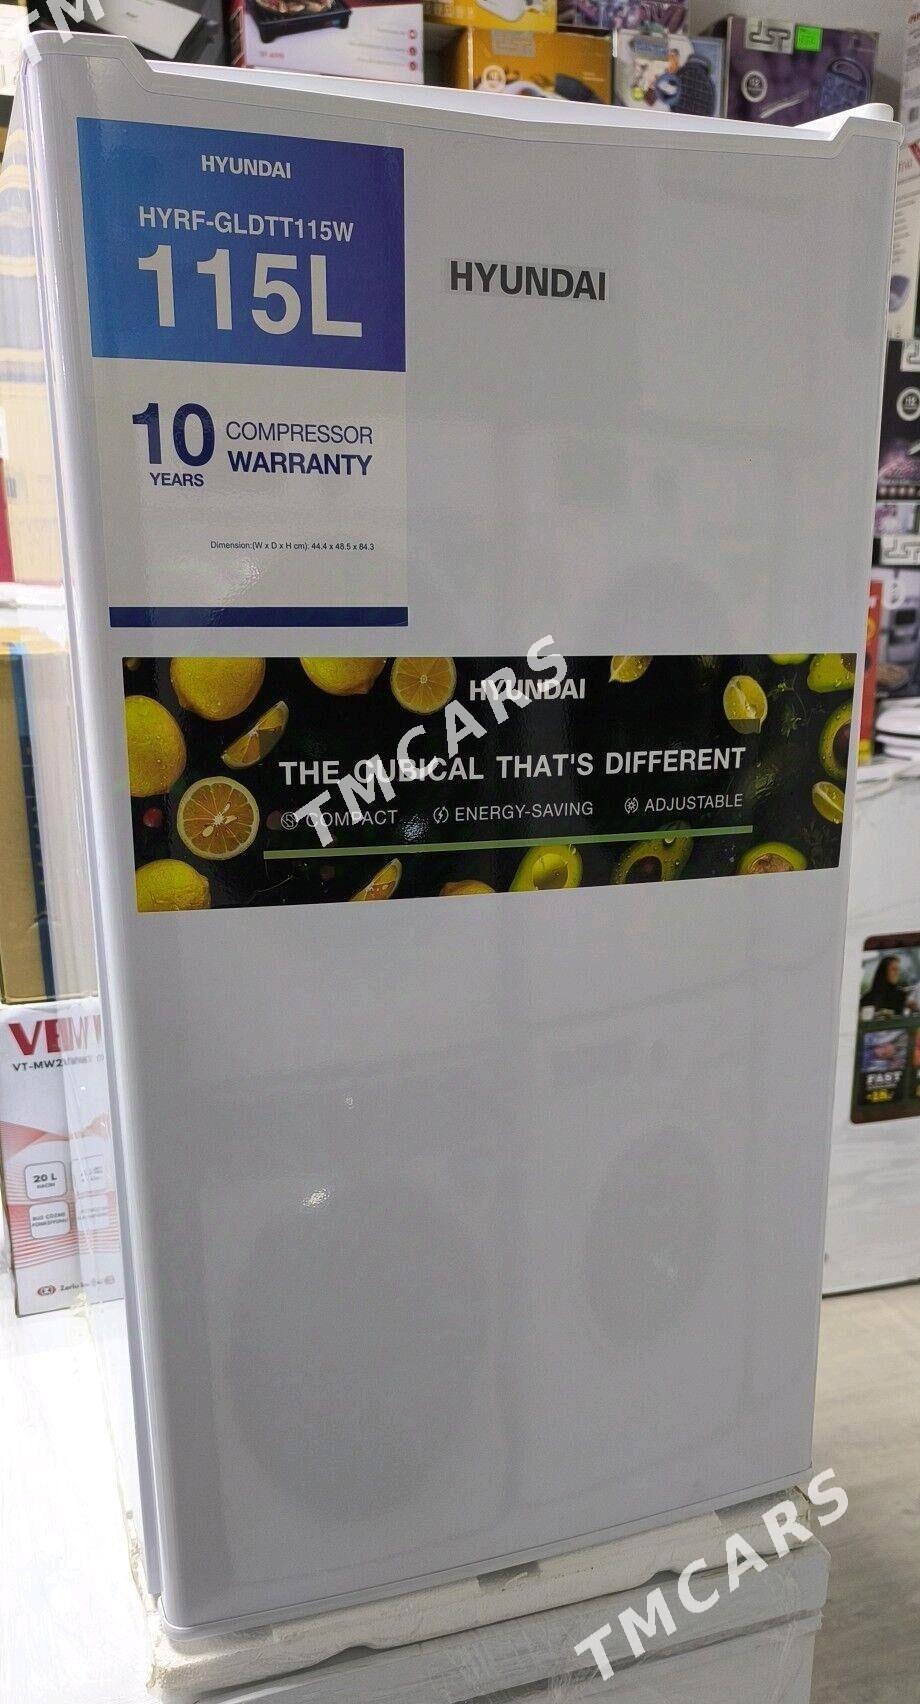 HYUNDAI
HYRF-GLDTT115W
115L
HYUNDAI
10 YEARS
COMPRESSOR
WARRANTY
Dimension:(W x D x H cm): 44.4 x 48.5 x 84.3
HYUNDAI
THE CUBICAL THAT'S DIFFERENT
COMPACT ENERGY-SAVING ADJUSTABLE
TMCARS
TMCARS
20 L
FAST